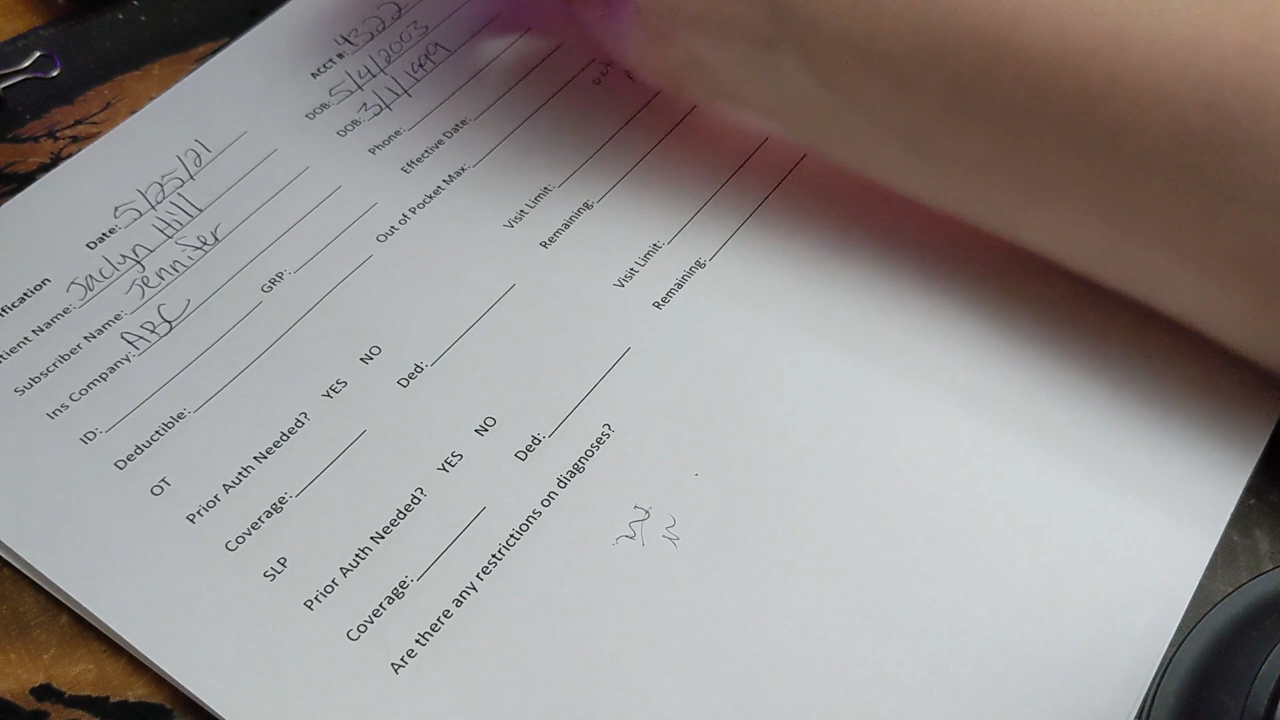 Date: 5/25/21
Name: Jaclyn Hill ACCT #: 4322
Subscriber Name: Jennifer DOB: 5/4/2003
Ins Company: ABC DOB: 3/1/1999
ID: GRP: Phone:
Deductible: Out of Pocket Max: Effective Date:
OT
Prior Auth Needed? YES NO Visit Limit:
Coverage: Ded: Remaining:
SLP
Prior Auth Needed? YES NO Visit Limit:
Coverage: Ded: Remaining:
Are there any restrictions on diagnoses?